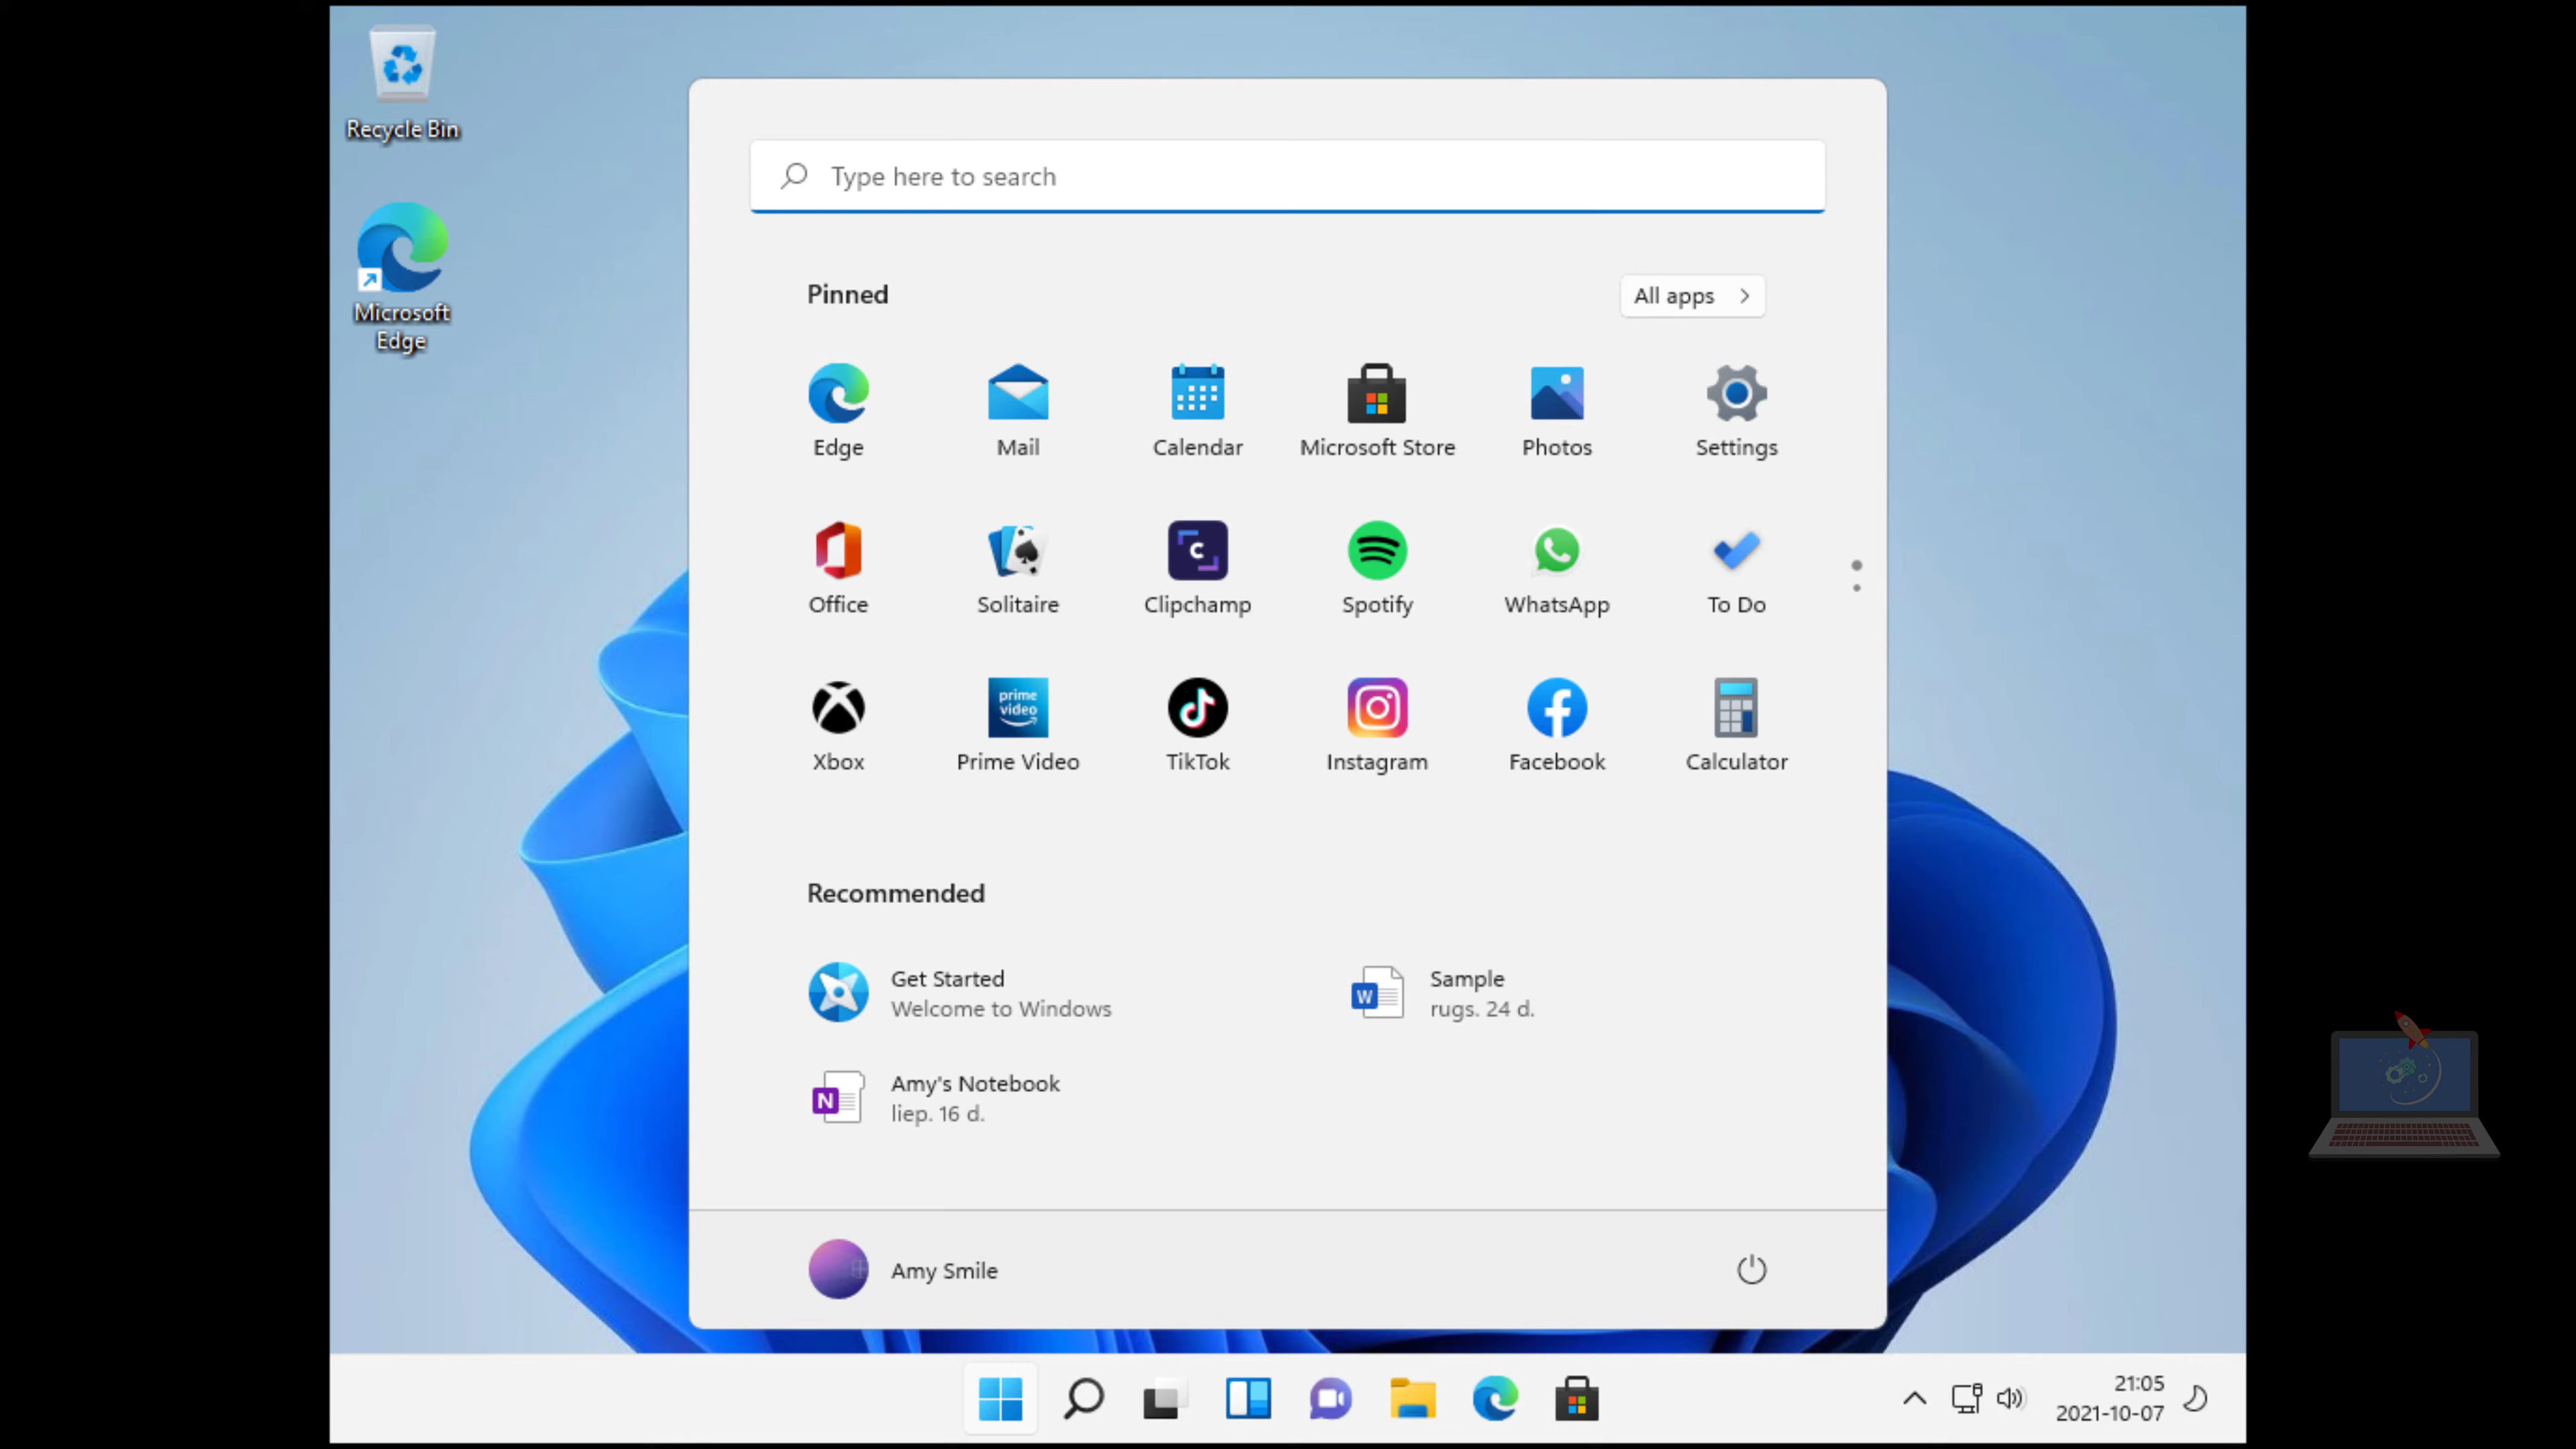 Recycle Bin
Microsoft
Edge
Type here to search
Pinned
All apps
Edge
Mail
Calendar
Microsoft Store
Photos
Settings
Office
Solitaire
Clipchamp
Spotify
WhatsApp
To Do
prime
video
Xbox
Prime Video
TikTok
Instagram
Facebook
Calculator
Recommended
Get Started
Welcome to Windows
Sample
rugs. 24 d.
Amy's Notebook
liep. 16 d.
Amy Smile
21:05
2021-10-07